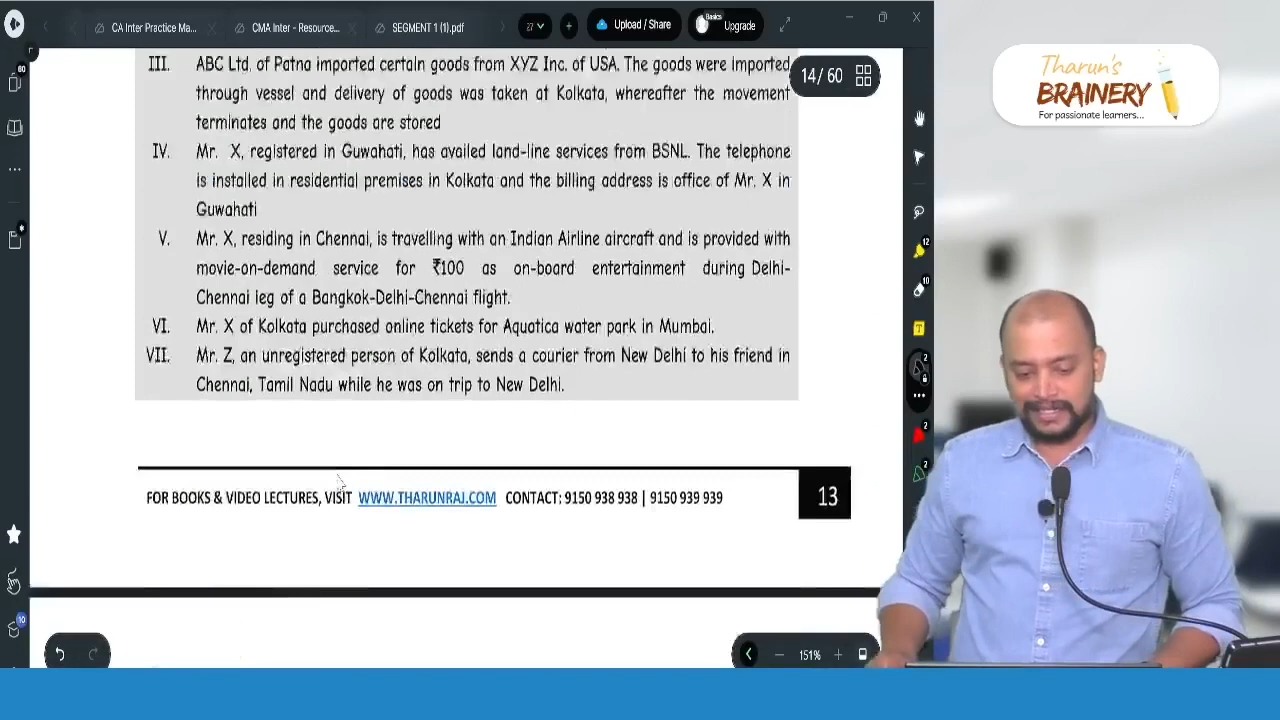 CA Inter Practice Ma...
CMA Inter - Resource...
SEGMENT 1 (1).pdf
27
Upload / Share
Basics
Upgrade
14/60
III. ABC Ltd. of Patna imported certain goods from XYZ Inc. of USA. The goods were imported
through vessel and delivery of goods was taken at Kolkata, whereafter the movement
terminates and the goods are stored
IV. Mr. X, registered in Guwahati, has availed land-line services from BSNL. The telephone
is installed in residential premises in Kolkata and the billing address is office of Mr. X in
Guwahati
V. Mr. X, residing in Chennai, is travelling with an Indian Airline aircraft and is provided with
movie-on-demand service for ₹100 as on-board entertainment during Delhi-
Chennai leg of a Bangkok-Delhi-Chennai flight.
VI. Mr. X of Kolkata purchased online tickets for Aquatica water park in Mumbai.
VII. Mr. Z, an unregistered person of Kolkata, sends a courier from New Delhi to his friend in
Chennai, Tamil Nadu while he was on trip to New Delhi.
FOR BOOKS & VIDEO LECTURES, VISIT WWW.THARUNRAJ.COM CONTACT: 9150 938 938 | 9150 939 939
13
151%
Tharun's
BRAINERY
For passionate learners...
60
10
12
10
T
2
2
2